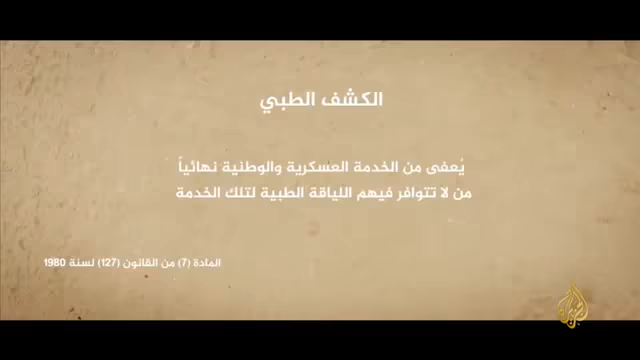 الكشف الطبي
يُعفى من الخدمة العسكرية والوطنية نهائياً
من لا تتوافر فيهم اللياقة الطبية لتلك الخدمة
المادة (7) من القانون (127) لسنة 1980
الجزيرة